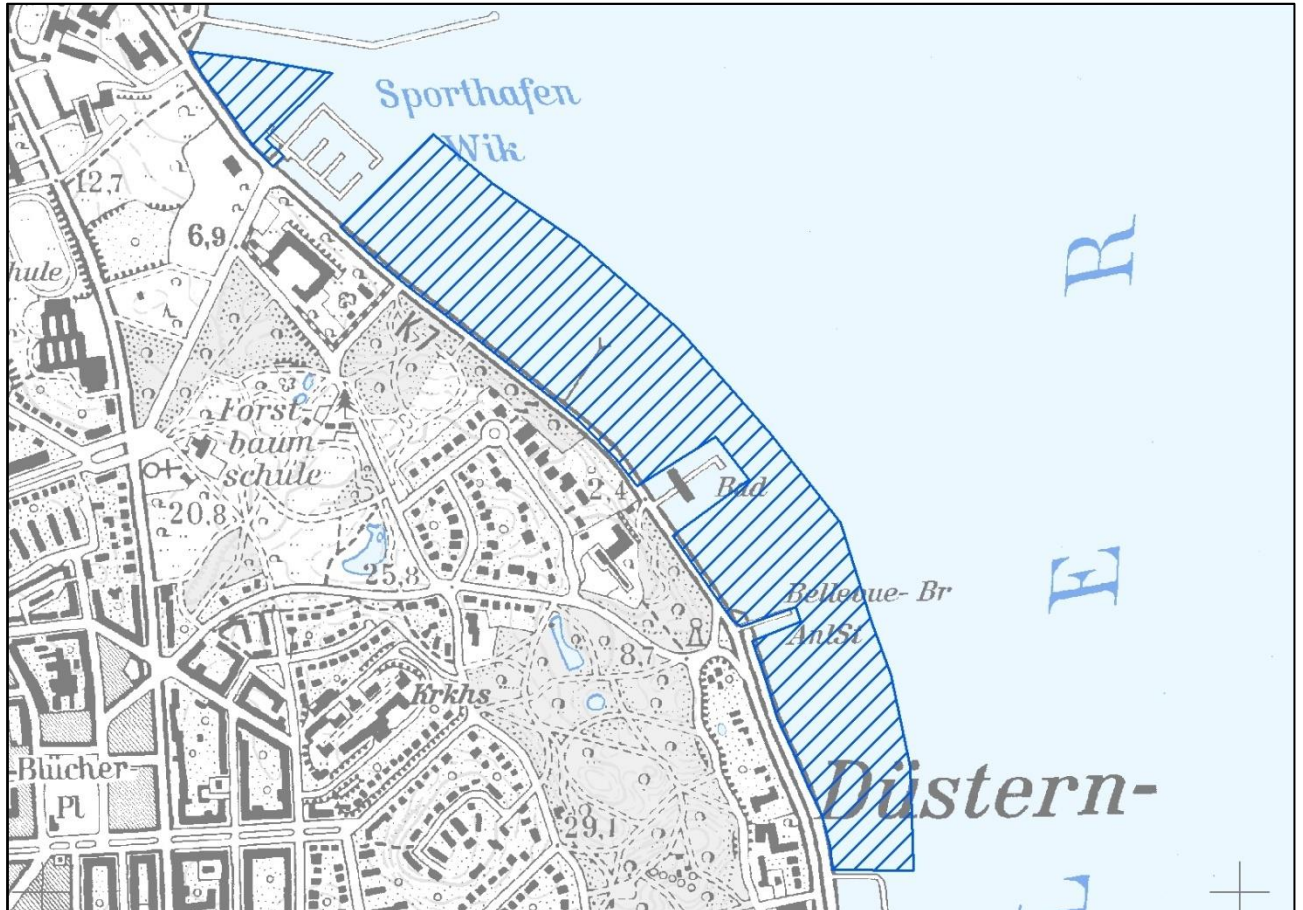 Sporthafen
Wik
12,7
6,9
hule
K 7
Forst-
baum-
schule
20,8
25,8
2,4
Bad
Bellevue- Br
AnlSt
8,7
Krkhs
Blücher-
Pl
29,1
Düstern-
R
E